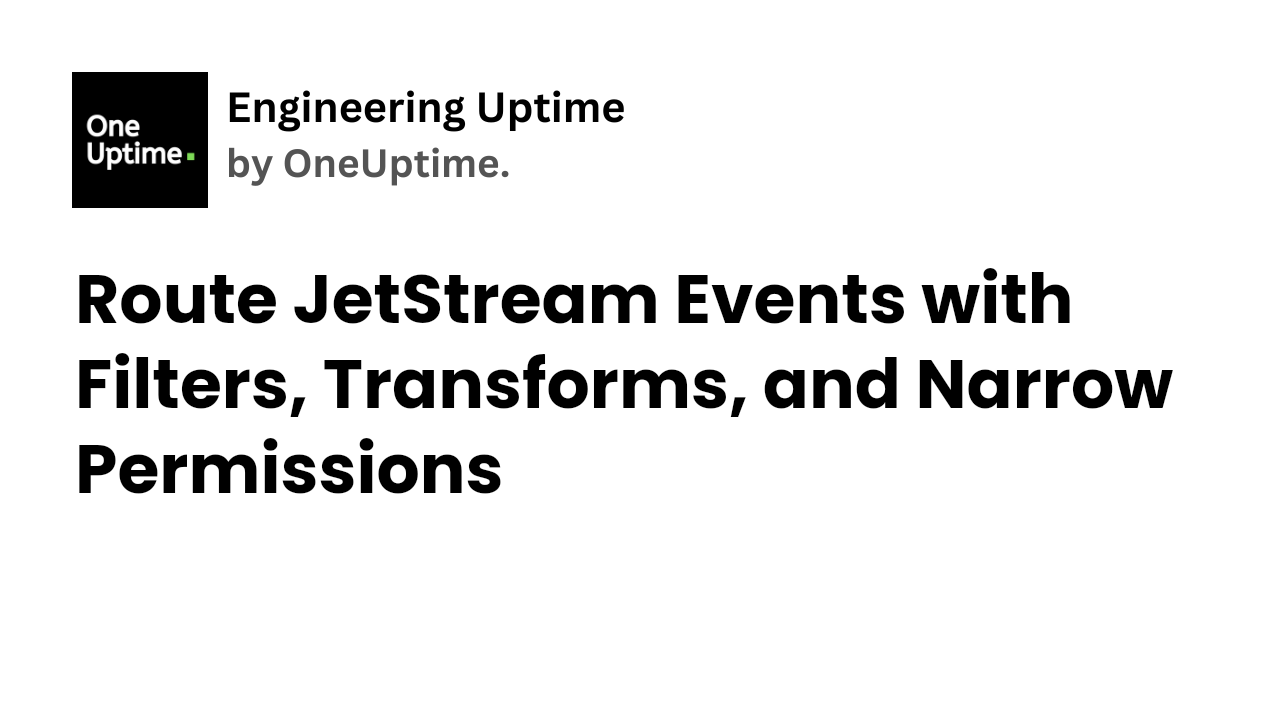 One
Uptime
Engineering Uptime
by OneUptime.
Route JetStream Events with
Filters, Transforms, and Narrow
Permissions